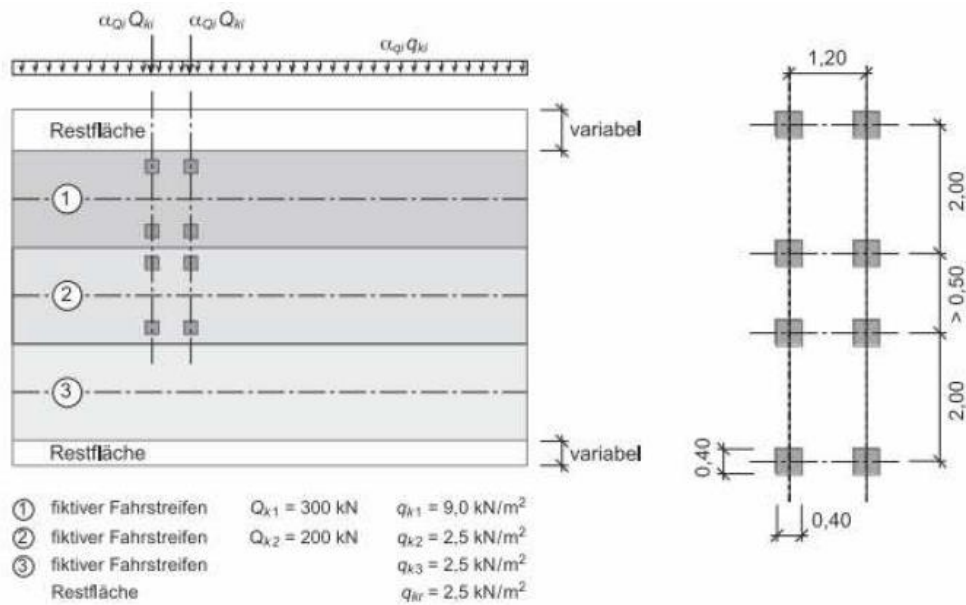 α_Qi Q_ki α_Qi Q_ki
α_qi q_ki
Restfläche
variabel
1
2
3
Restfläche
variabel
1,20
2,00
> 0,50
2,00
0,40
0,40
① fiktiver Fahrstreifen Q_k1 = 300 kN q_k1 = 9,0 kN/m²
② fiktiver Fahrstreifen Q_k2 = 200 kN q_k2 = 2,5 kN/m²
③ fiktiver Fahrstreifen q_k3 = 2,5 kN/m²
Restfläche q_kr = 2,5 kN/m²